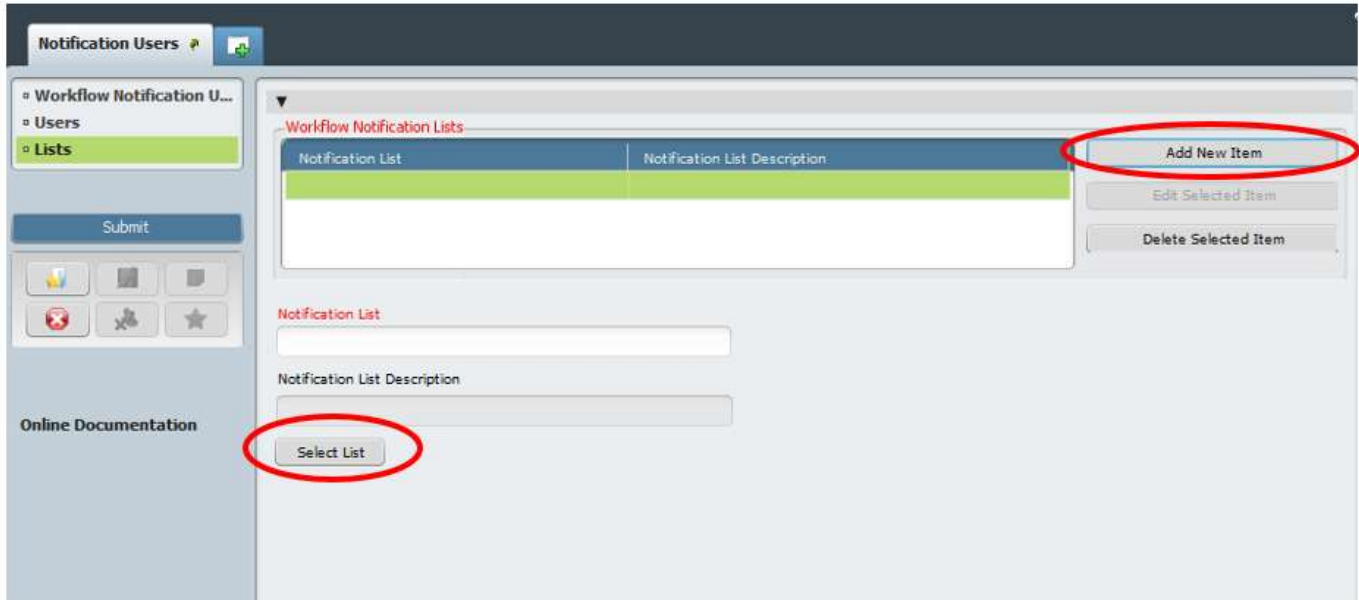 Notification Users
Workflow Notification U...
Users
Lists
Submit
Online Documentation
Workflow Notification Lists
Notification List Notification List Description
Add New Item
Edit Selected Item
Delete Selected Item
Notification List
Notification List Description
Select List